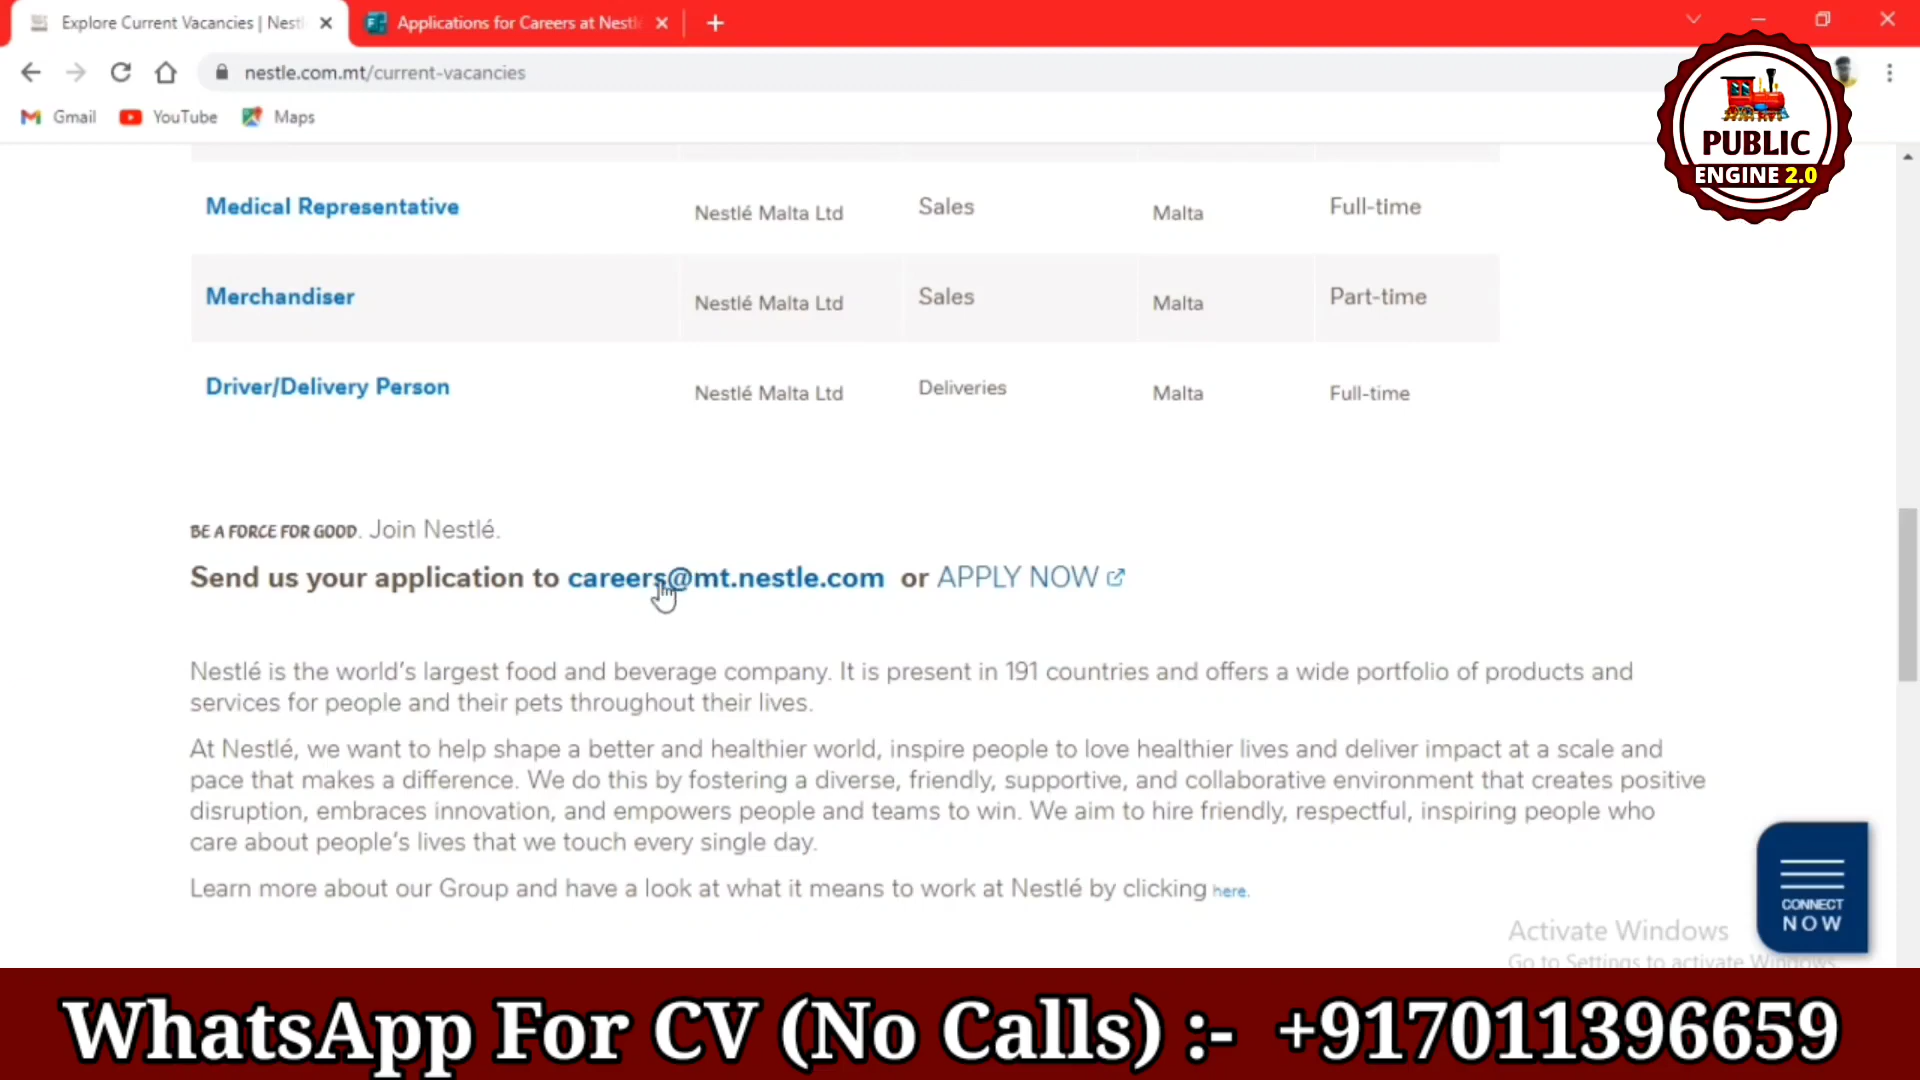 Explore Current Vacancies | Nestl
Applications for Careers at Nestl
nestle.com.mt/current-vacancies
Gmail
YouTube
Maps
PUBLIC
ENGINE 2.0
Medical Representative Nestlé Malta Ltd Sales Malta Full-time
Merchandiser Nestlé Malta Ltd Sales Malta Part-time
Driver/Delivery Person Nestlé Malta Ltd Deliveries Malta Full-time
BE A FORCE FOR GOOD. Join Nestlé.
Send us your application to careers@mt.nestle.com or APPLY NOW
Nestlé is the world's largest food and beverage company. It is present in 191 countries and offers a wide portfolio of products and
services for people and their pets throughout their lives.
At Nestlé, we want to help shape a better and healthier world, inspire people to love healthier lives and deliver impact at a scale and
pace that makes a difference. We do this by fostering a diverse, friendly, supportive, and collaborative environment that creates positive
disruption, embraces innovation, and empowers people and teams to win. We aim to hire friendly, respectful, inspiring people who
care about people's lives that we touch every single day.
Learn more about our Group and have a look at what it means to work at Nestlé by clicking here.
CONNECT
NOW
Activate Windows
Go to Settings to activate Windows.
WhatsApp For CV (No Calls) :- +917011396659